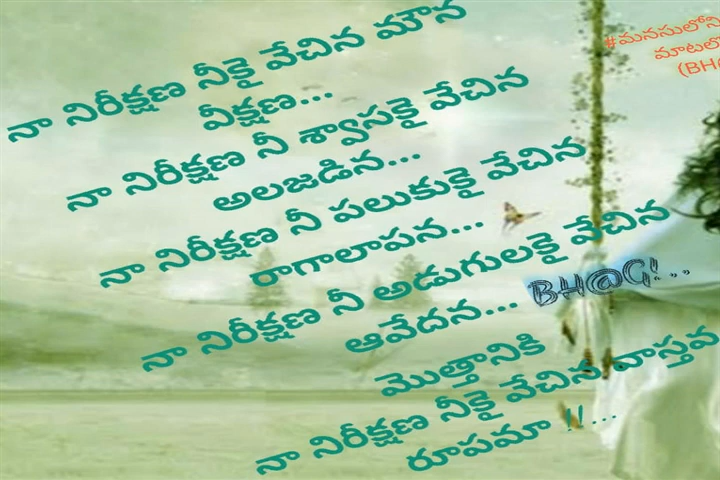 నా నిరీక్షణ నీకై వేచిన మౌన
వీక్షణ...
నా నిరీక్షణ నీ శ్వాసకై వేచిన
అలజడిన...
నా నిరీక్షణ నీ పలుకుకై వేచిన
రాగాలాపన...
నా నిరీక్షణ నీ అడుగులకై వేచిన
ఆవేదన...
మొత్తానికి
నా నిరీక్షణ నీకై వేచిన వాస్తవ
రూపమా !!...
BH@G!...
#మనసులోని
మాటలో
(BH@